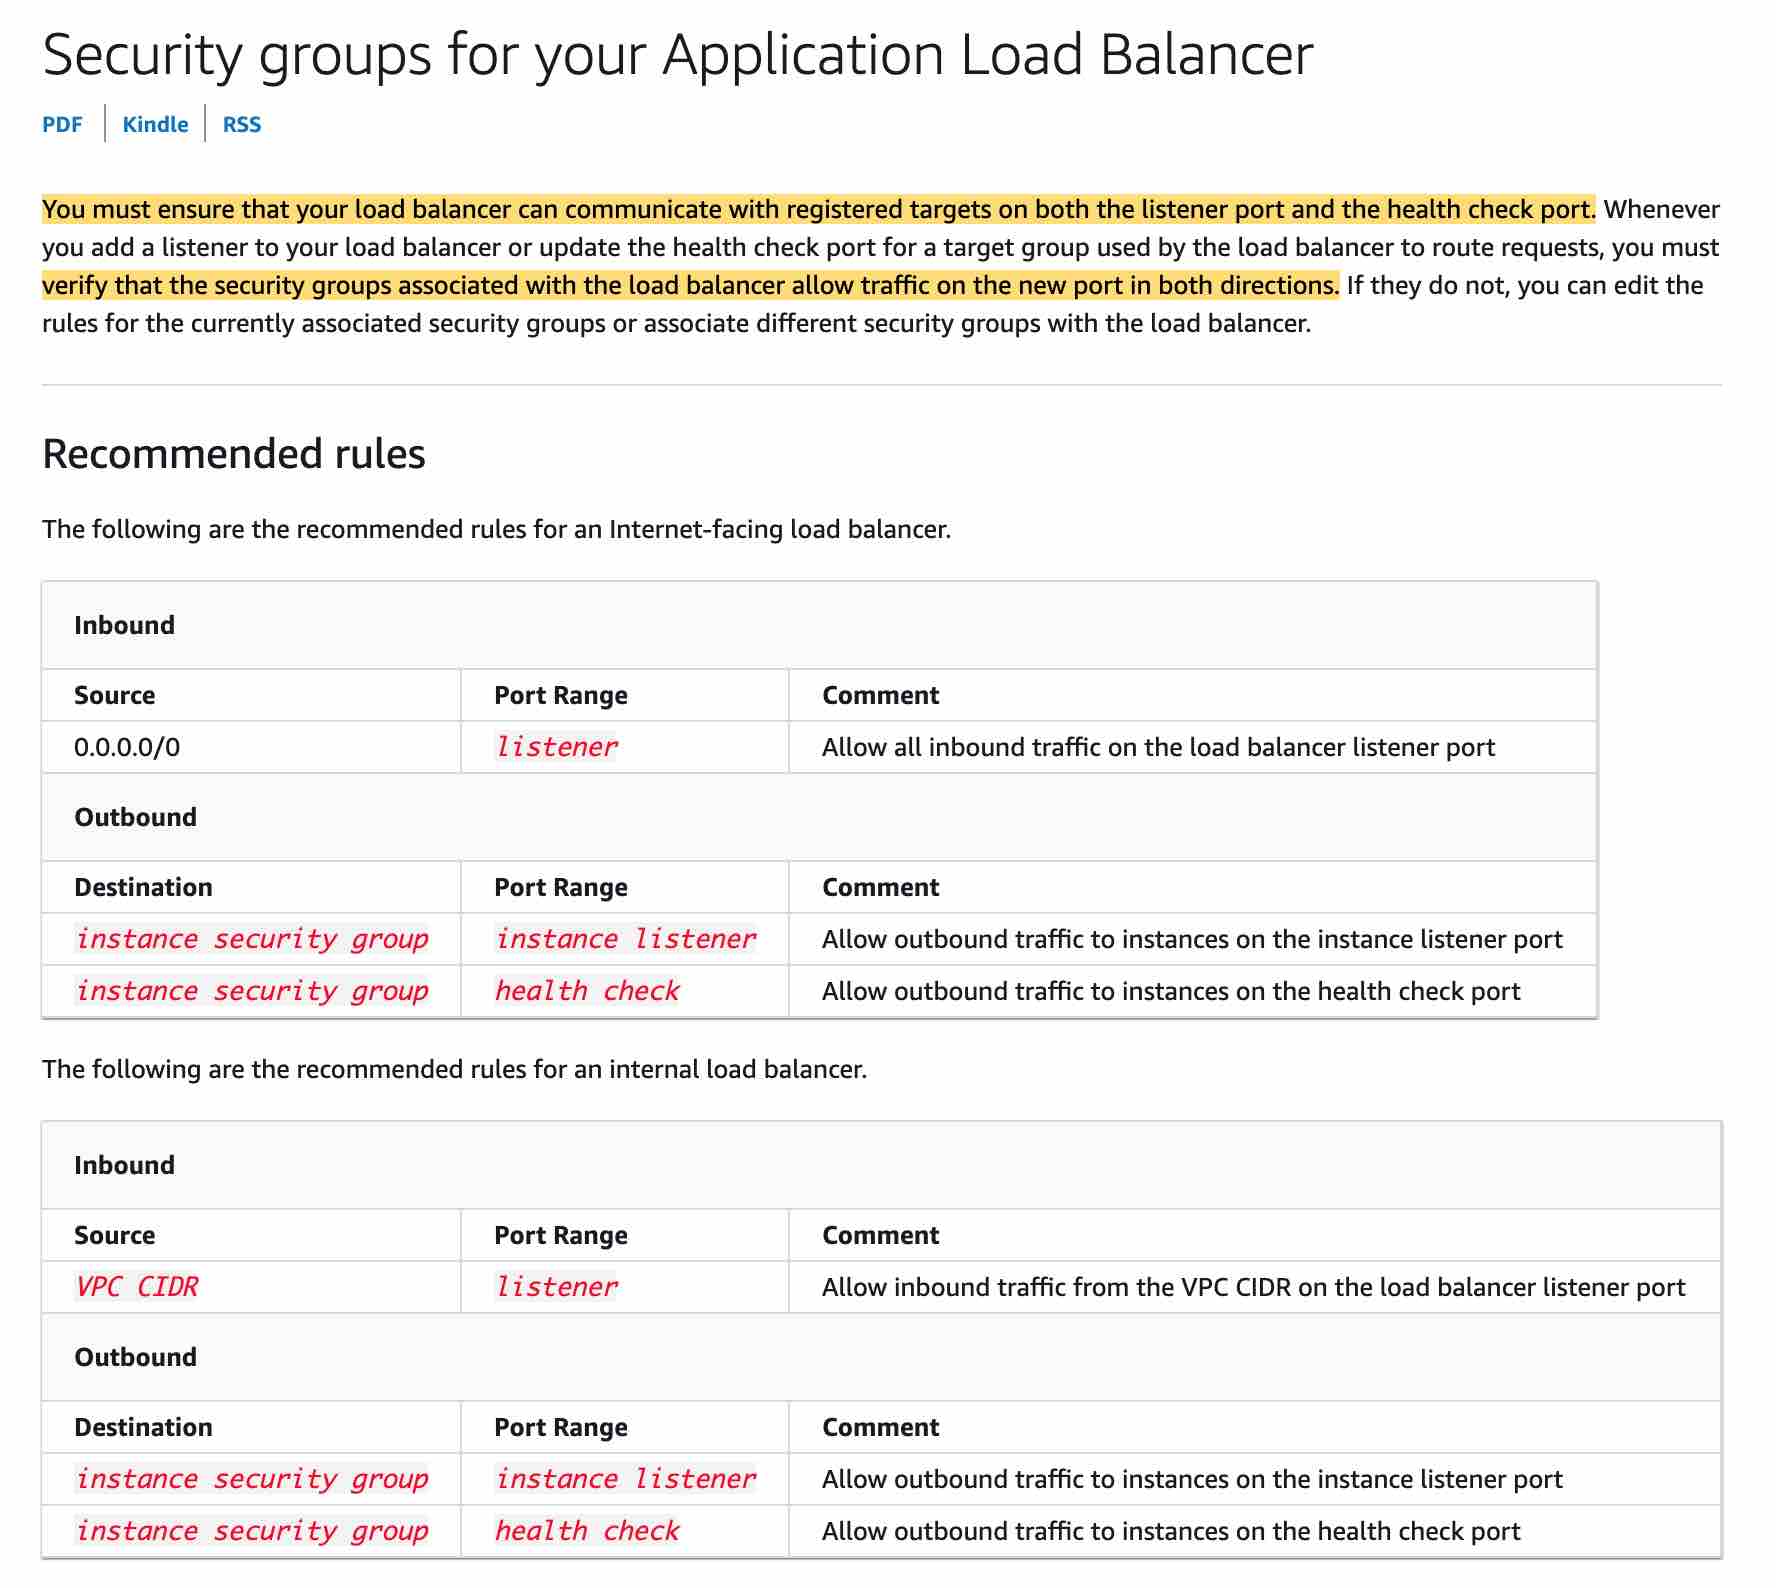 Security groups for your Application Load Balancer
PDF | Kindle | RSS
You must ensure that your load balancer can communicate with registered targets on both the listener port and the health check port. Whenever
you add a listener to your load balancer or update the health check port for a target group used by the load balancer to route requests, you must
verify that the security groups associated with the load balancer allow traffic on the new port in both directions. If they do not, you can edit the
rules for the currently associated security groups or associate different security groups with the load balancer.
Recommended rules
The following are the recommended rules for an Internet-facing load balancer.
Inbound
Source Port Range Comment
0.0.0.0/0 listener Allow all inbound traffic on the load balancer listener port
Outbound
Destination Port Range Comment
instance security group instance listener Allow outbound traffic to instances on the instance listener port
instance security group health check Allow outbound traffic to instances on the health check port
The following are the recommended rules for an internal load balancer.
Inbound
Source Port Range Comment
VPC CIDR listener Allow inbound traffic from the VPC CIDR on the load balancer listener port
Outbound
Destination Port Range Comment
instance security group instance listener Allow outbound traffic to instances on the instance listener port
instance security group health check Allow outbound traffic to instances on the health check port